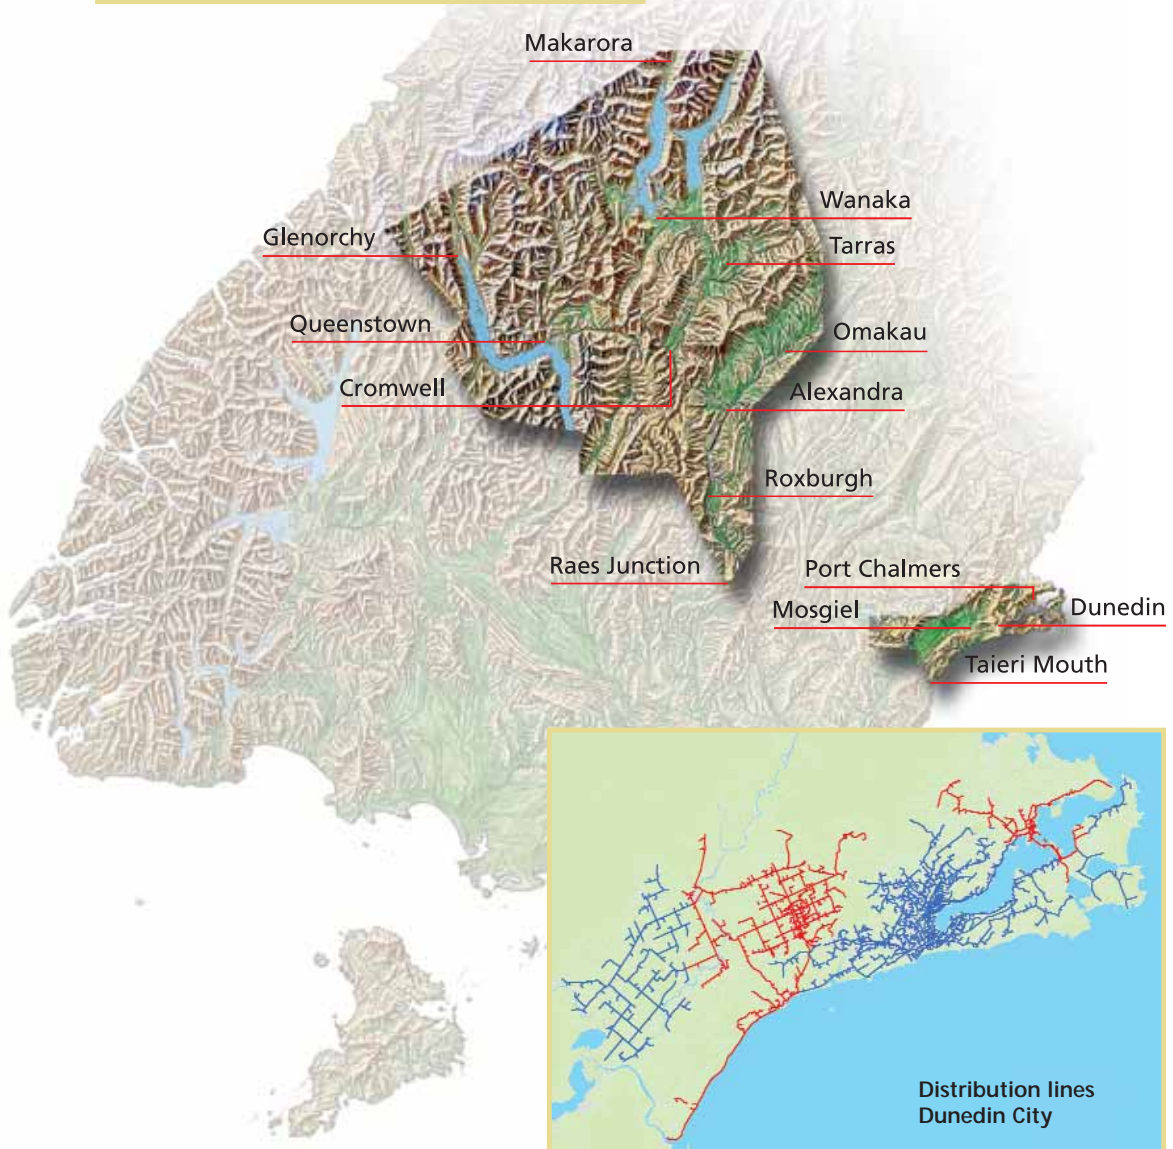 Makarora
Wanaka
Glenorchy
Tarras
Queenstown
Omakau
Cromwell
Alexandra
Roxburgh
Raes Junction
Port Chalmers
Mosgiel
Dunedin
Taieri Mouth
Distribution lines
Dunedin City